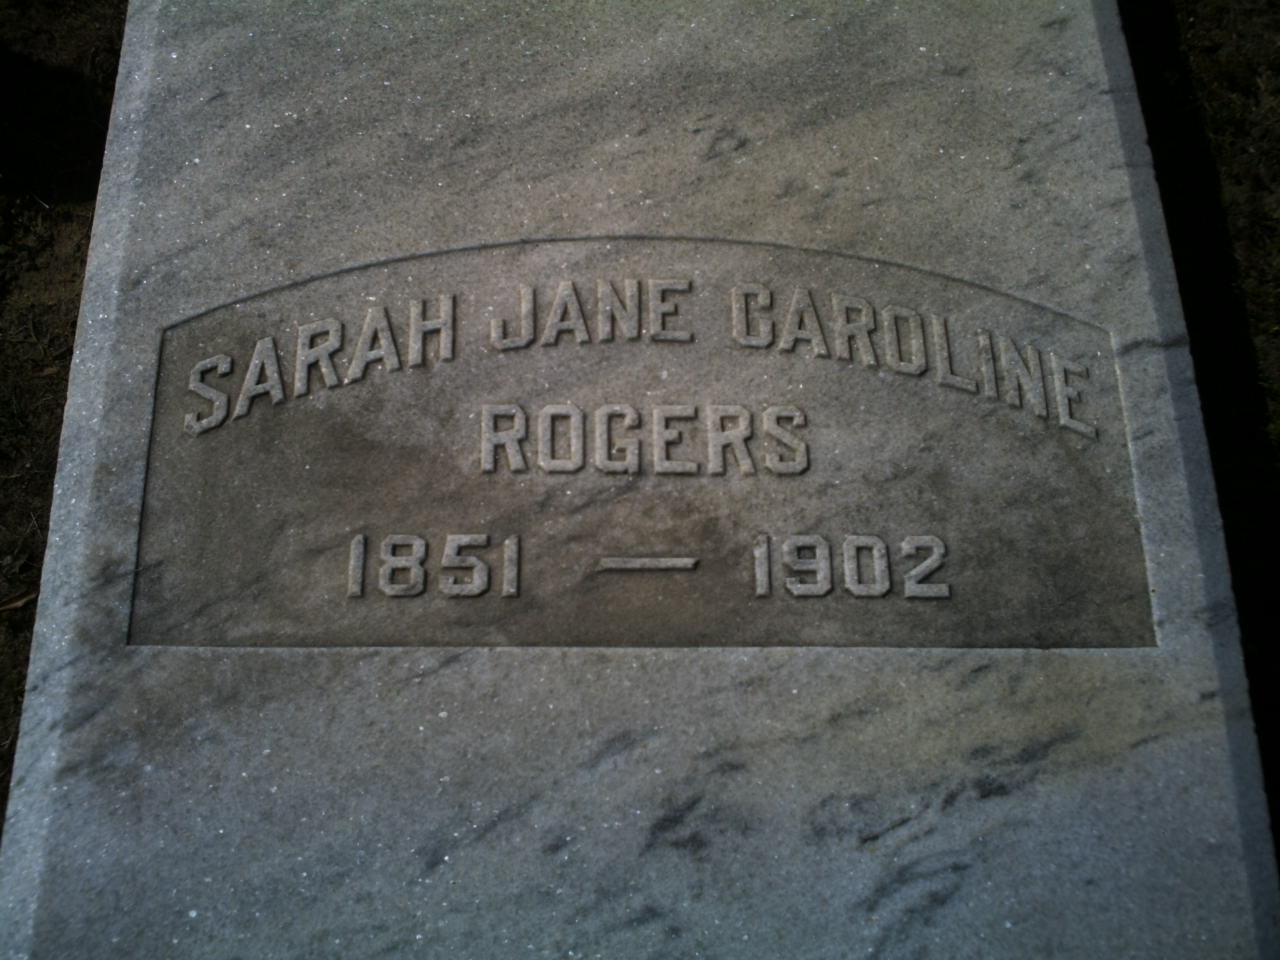 SARAH JANE CAROLINE
ROGERS
1851 — 1902